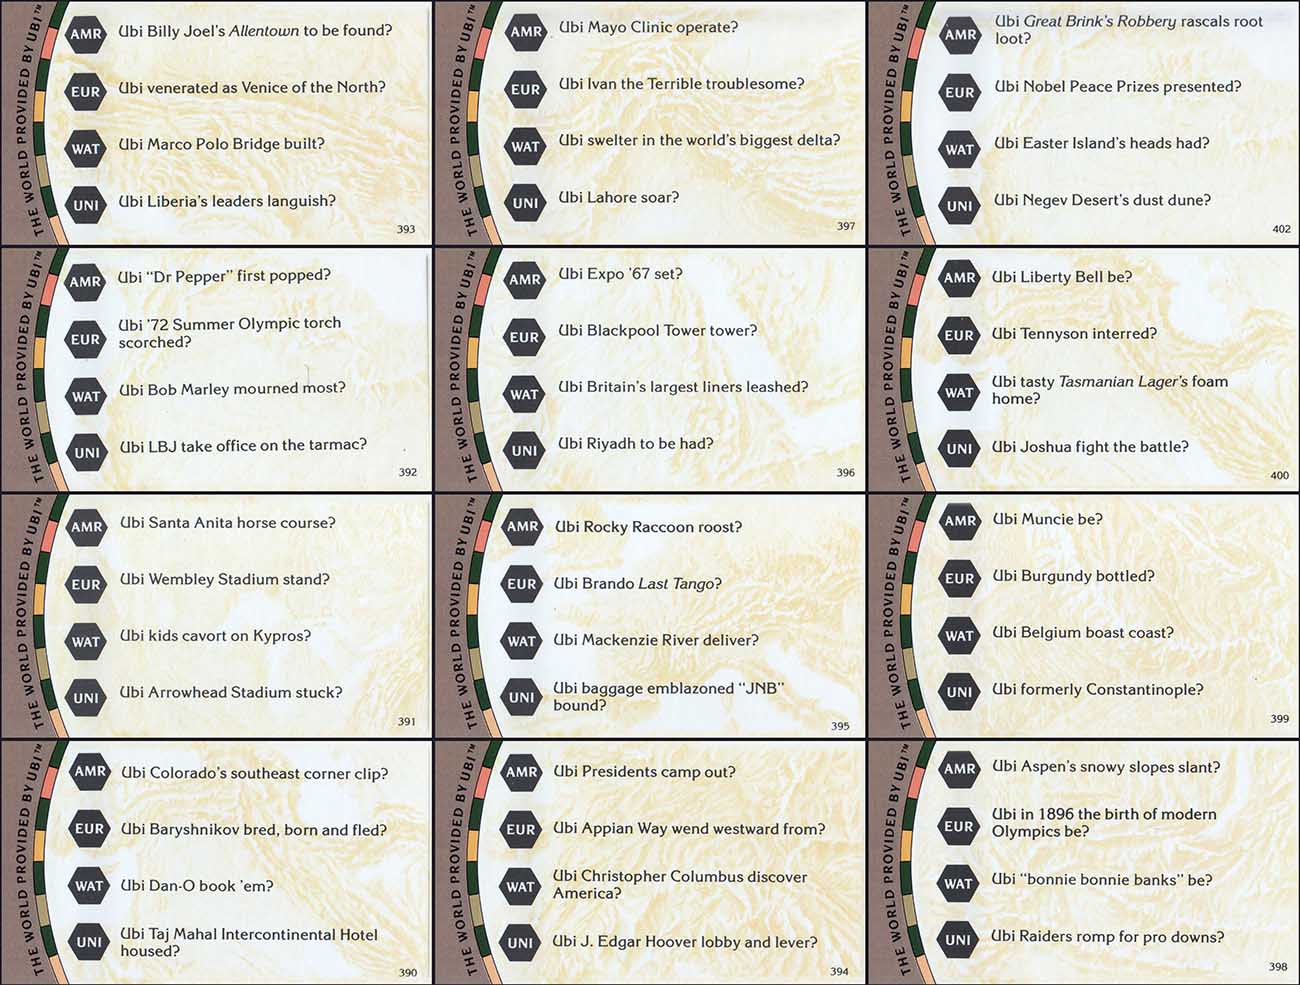 THE WORLD PROVIDED BY UBI™
AMR Ubi Billy Joel's Allentown to be found?
EUR Ubi venerated as Venice of the North?
WAT Ubi Marco Polo Bridge built?
UNI Ubi Liberia's leaders languish?
393
THE WORLD PROVIDED BY UBI™
AMR Ubi Mayo Clinic operate?
EUR Ubi Ivan the Terrible troublesome?
WAT Ubi swelter in the world's biggest delta?
UNI Ubi Lahore soar?
397
THE WORLD PROVIDED BY UBI™
AMR Ubi Great Brink's Robbery rascals root
loot?
EUR Ubi Nobel Peace Prizes presented?
WAT Ubi Easter Island's heads had?
UNI Ubi Negev Desert's dust dune?
402
THE WORLD PROVIDED BY UBI™
AMR Ubi “Dr Pepper” first popped?
EUR Ubi '72 Summer Olympic torch
scorched?
WAT Ubi Bob Marley mourned most?
UNI Ubi LBJ take office on the tarmac?
392
THE WORLD PROVIDED BY UBI™
AMR Ubi Expo '67 set?
EUR Ubi Blackpool Tower tower?
WAT Ubi Britain's largest liners leashed?
UNI Ubi Riyadh to be had?
396
THE WORLD PROVIDED BY UBI™
AMR Ubi Liberty Bell be?
EUR Ubi Tennyson interred?
WAT Ubi tasty Tasmanian Lager's foam
home?
UNI Ubi Joshua fight the battle?
400
THE WORLD PROVIDED BY UBI™
AMR Ubi Santa Anita horse course?
EUR Ubi Wembley Stadium stand?
WAT Ubi kids cavort on Kypros?
UNI Ubi Arrowhead Stadium stuck?
391
THE WORLD PROVIDED BY UBI™
AMR Ubi Rocky Raccoon roost?
EUR Ubi Brando Last Tango?
WAT Ubi Mackenzie River deliver?
UNI Ubi baggage emblazoned “JNB”
bound?
395
THE WORLD PROVIDED BY UBI™
AMR Ubi Muncie be?
EUR Ubi Burgundy bottled?
WAT Ubi Belgium boast coast?
UNI Ubi formerly Constantinople?
399
THE WORLD PROVIDED BY UBI™
AMR Ubi Colorado's southeast corner clip?
EUR Ubi Baryshnikov bred, born and fled?
WAT Ubi Dan-O book 'em?
UNI Ubi Taj Mahal Intercontinental Hotel
housed?
390
THE WORLD PROVIDED BY UBI™
AMR Ubi Presidents camp out?
EUR Ubi Appian Way wend westward from?
WAT Ubi Christopher Columbus discover
America?
UNI Ubi J. Edgar Hoover lobby and lever?
394
THE WORLD PROVIDED BY UBI™
AMR Ubi Aspen's snowy slopes slant?
EUR Ubi in 1896 the birth of modern
Olympics be?
WAT Ubi “bonnie bonnie banks” be?
UNI Ubi Raiders romp for pro downs?
398